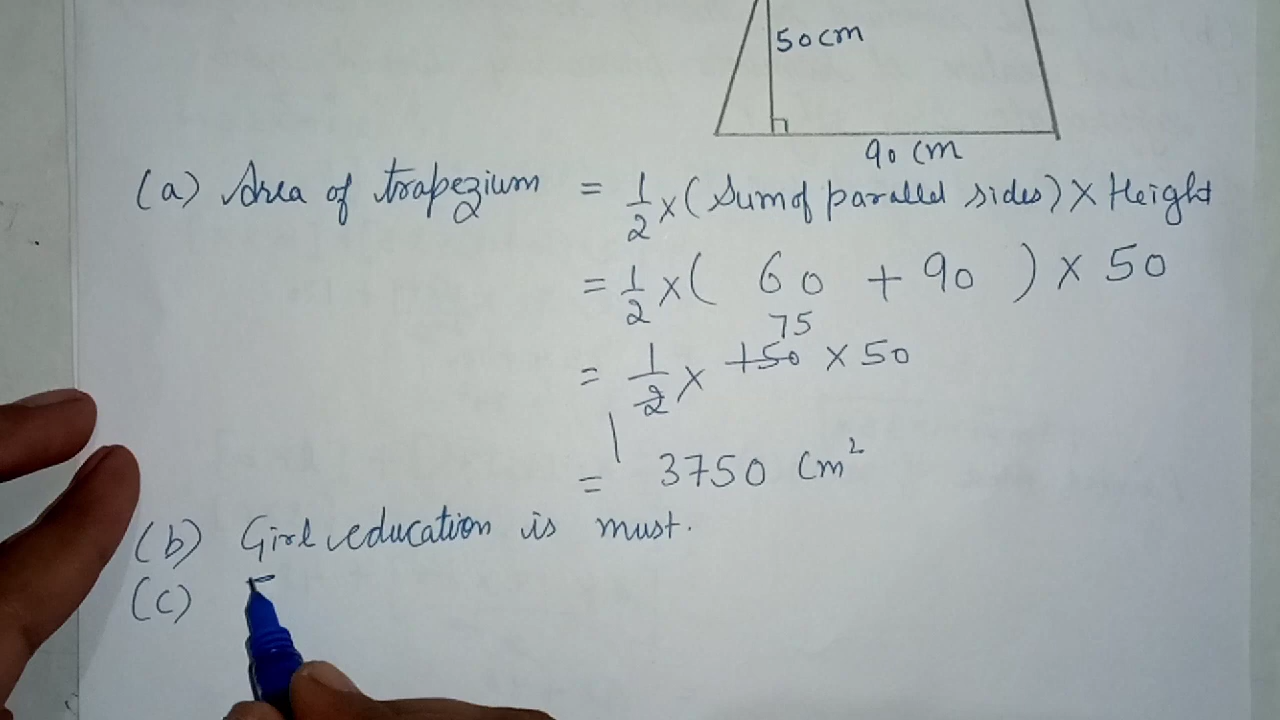 50cm
90 cm
(a) Area of trapezium = 1/2 × (Sum of parallel sides) × Height
= 1/2 × ( 60 + 90 ) × 50
75
= 1/2 × 150 × 50
1
= 3750 cm²
(b) Girl education is must.
(c)